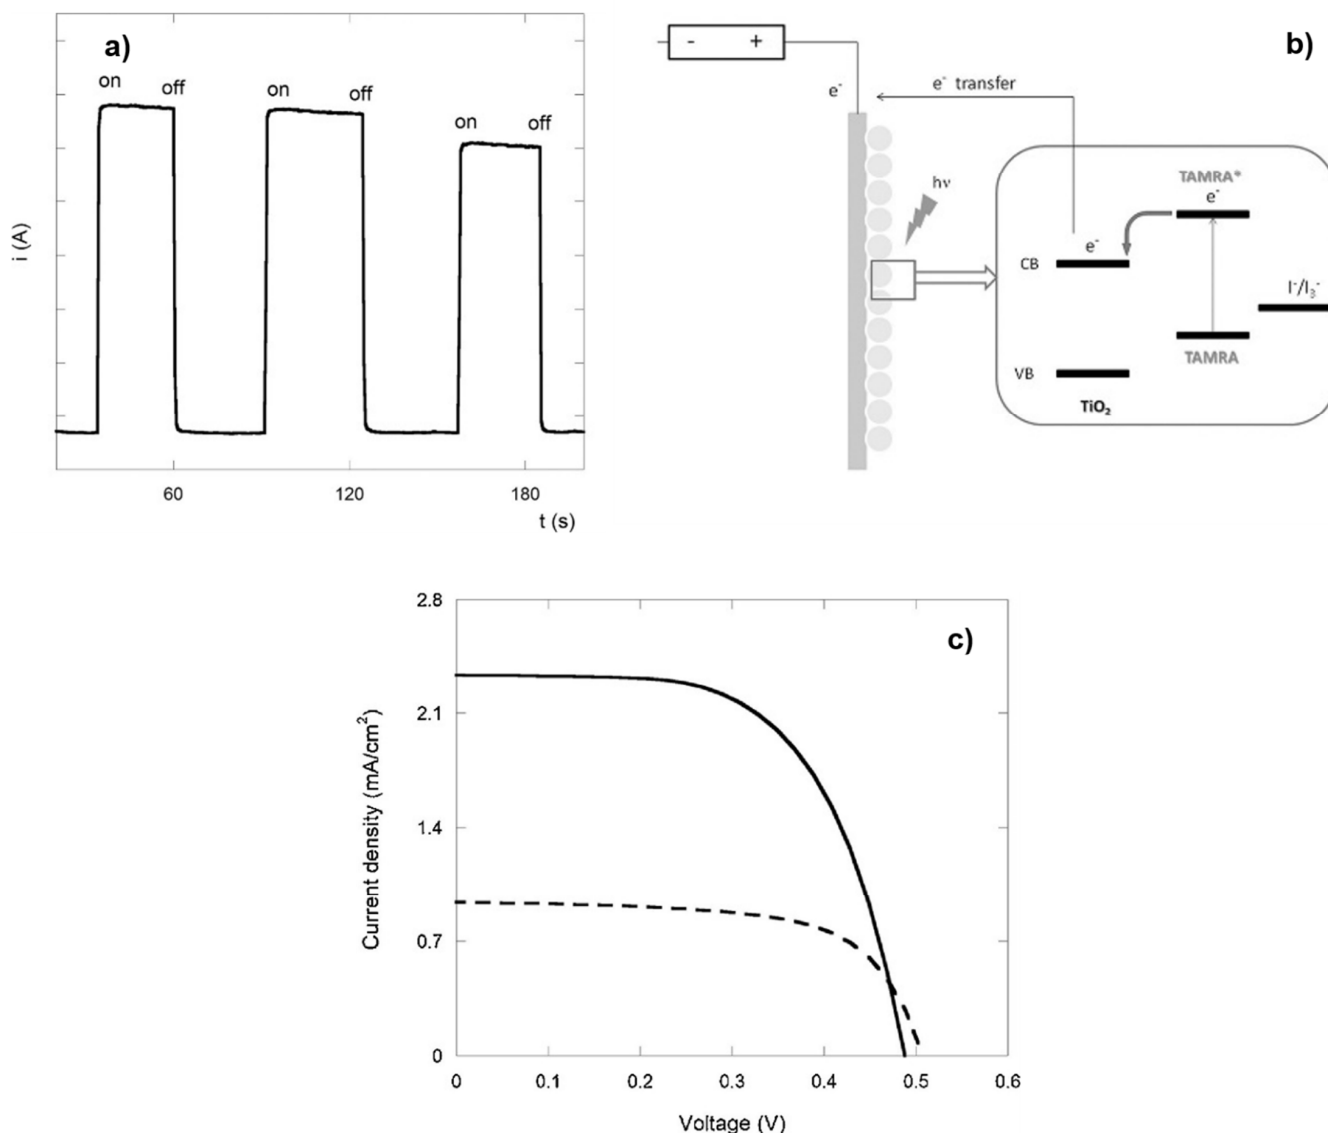 a)
on off
on off
on off
i (A)
60 120 180
t (s)
b)
- +
e⁻
e⁻ transfer
hν
TAMRA*
e⁻
e⁻
CB
I⁻/I₃⁻
TAMRA
VB
TiO₂
c)
2.8
2.1
1.4
0.7
0
Current density (mA/cm²)
0 0.1 0.2 0.3 0.4 0.5 0.6
Voltage (V)